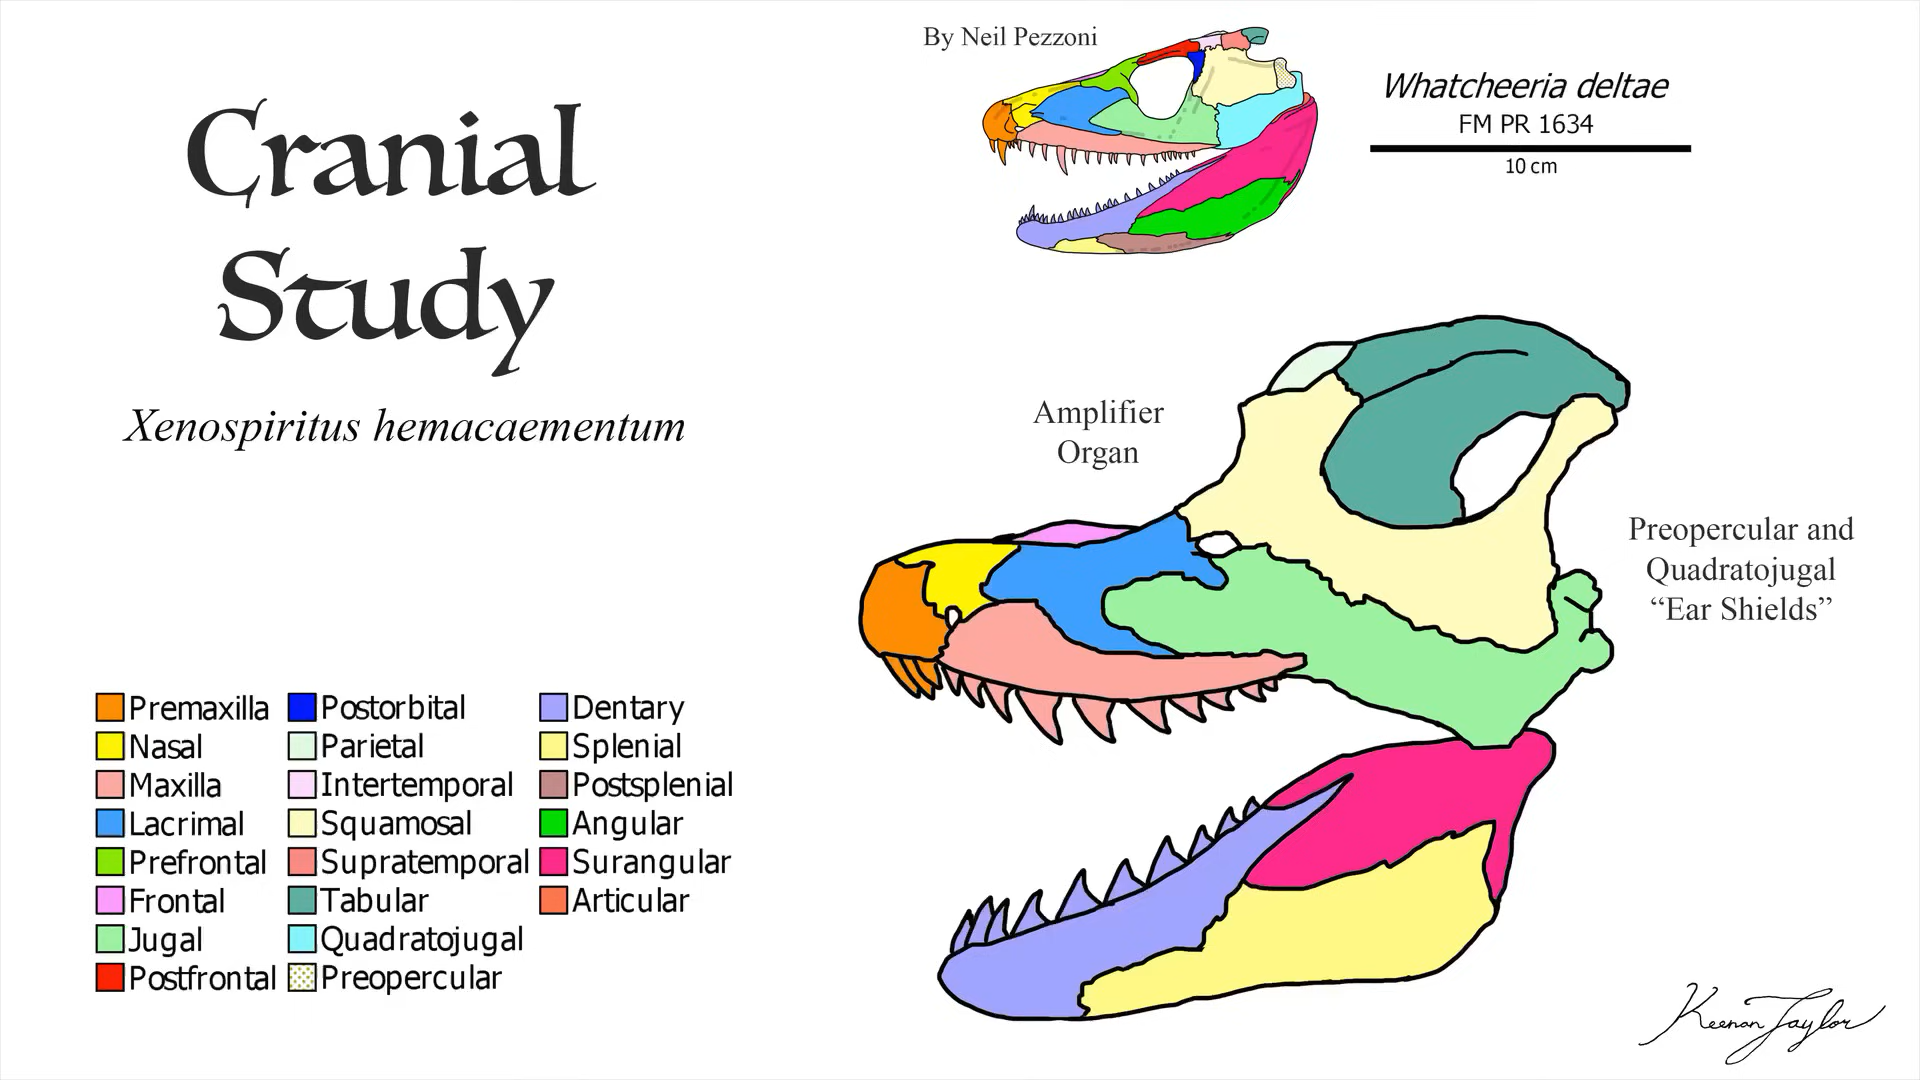 Cranial
Study
Xenospiritus hemacaementum
By Neil Pezzoni
Whatcheeria deltae
FM PR 1634
10 cm
Amplifier
Organ
Preopercular and
Quadratojugal
“Ear Shields”
Premaxilla
Nasal
Maxilla
Lacrimal
Prefrontal
Frontal
Jugal
Postfrontal
Postorbital
Parietal
Intertemporal
Squamosal
Supratemporal
Tabular
Quadratojugal
Preopercular
Dentary
Splenial
Postsplenial
Angular
Surangular
Articular
Keenan Taylor